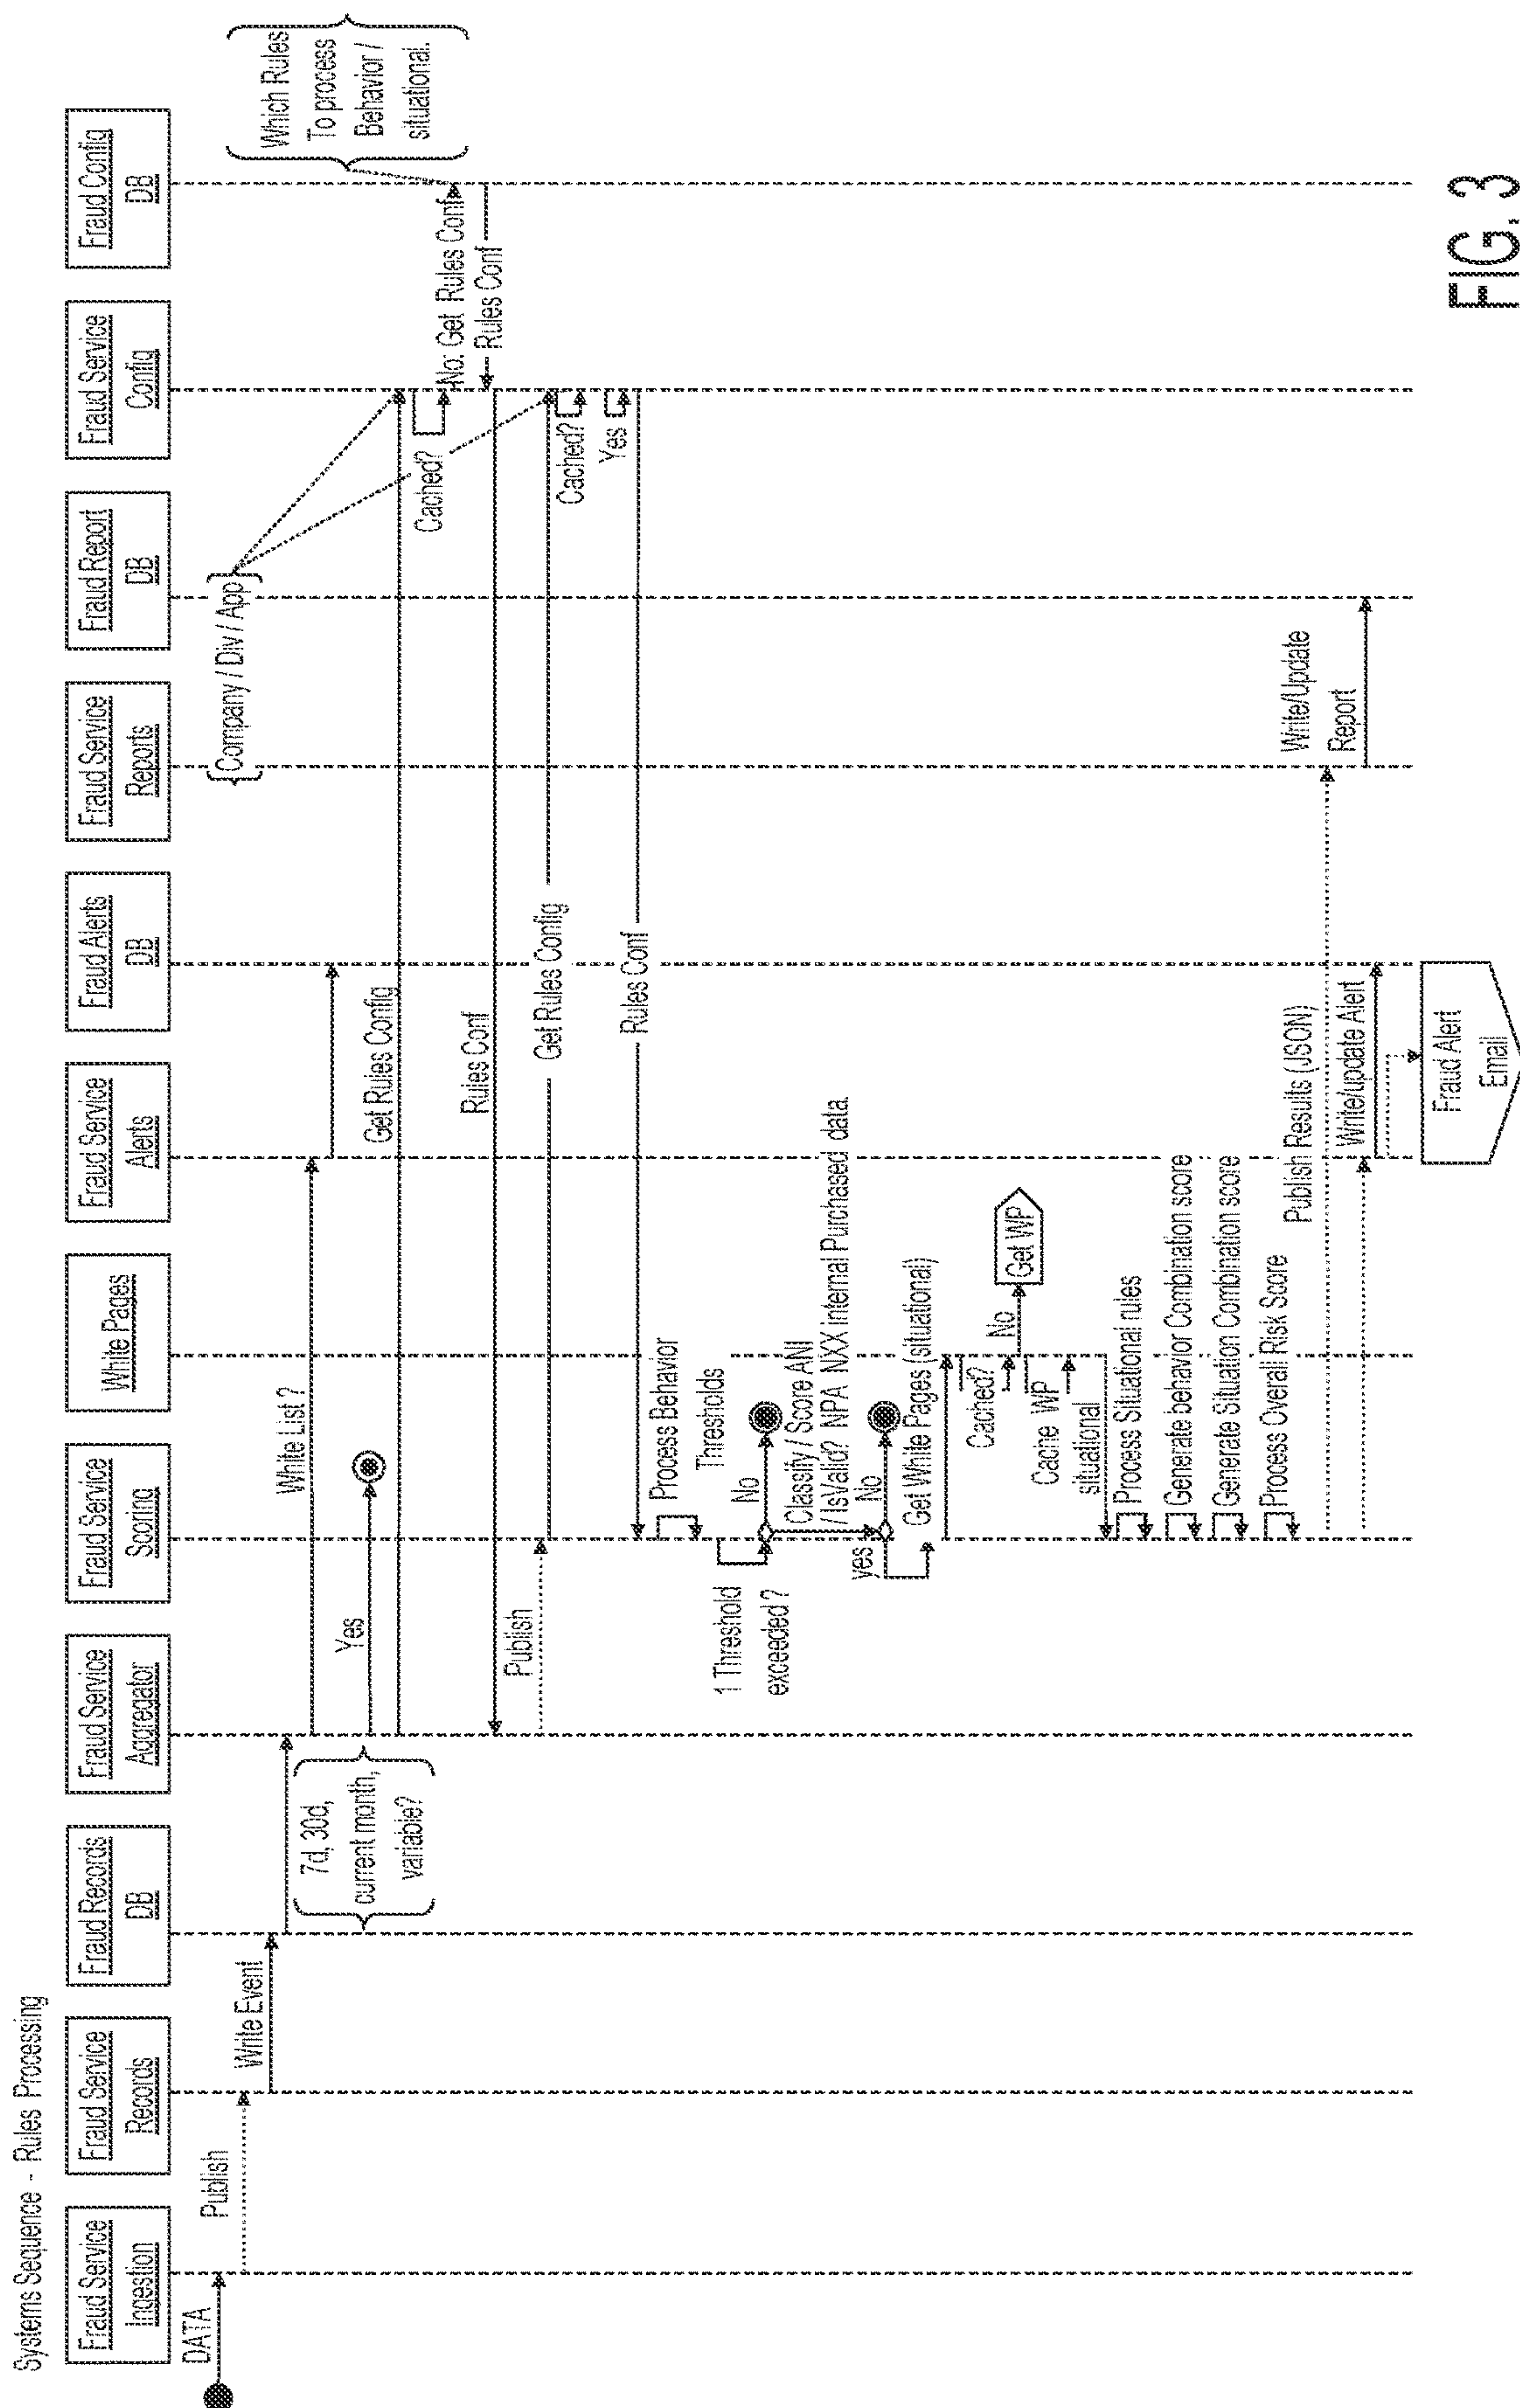 Systems Sequence - Rules Processing
Fraud Service
Ingestion
Fraud Service
Records
Fraud Records
DB
Fraud Service
Aggregator
Fraud Service
Scoring
White Pages
Fraud Service
Alerts
Fraud Alerts
DB
Fraud Service
Reports
Fraud Report
DB
Fraud Service
Config
Fraud Config
DB
DATA
Publish
Write Event
7d, 30d,
current month,
variable?
White List ?
Yes
Get Rules Config
Company / Div / App
Cached?
No: Get Rules Conf
Which Rules
To process
Behavior /
situational.
Rules Conf
Rules Conf
Publish
Get Rules Config
Cached?
Yes
Rules Conf
Process Behavior
Thresholds
1 Threshold
exceeded ?
No
Classify / Score ANI
/ IsValid? NPA NXX internal Purchased data.
yes
No
Get White Pages (situational)
Cached?
No
Get WP
Cache WP
situational
Process Situational rules
Generate behavior Combination score
Generate Situation Combination score
Process Overall Risk Score
Publish Results (JSON)
Write/Update
Report
Write/update Alert
Fraud Alert
Email
FIG. 3